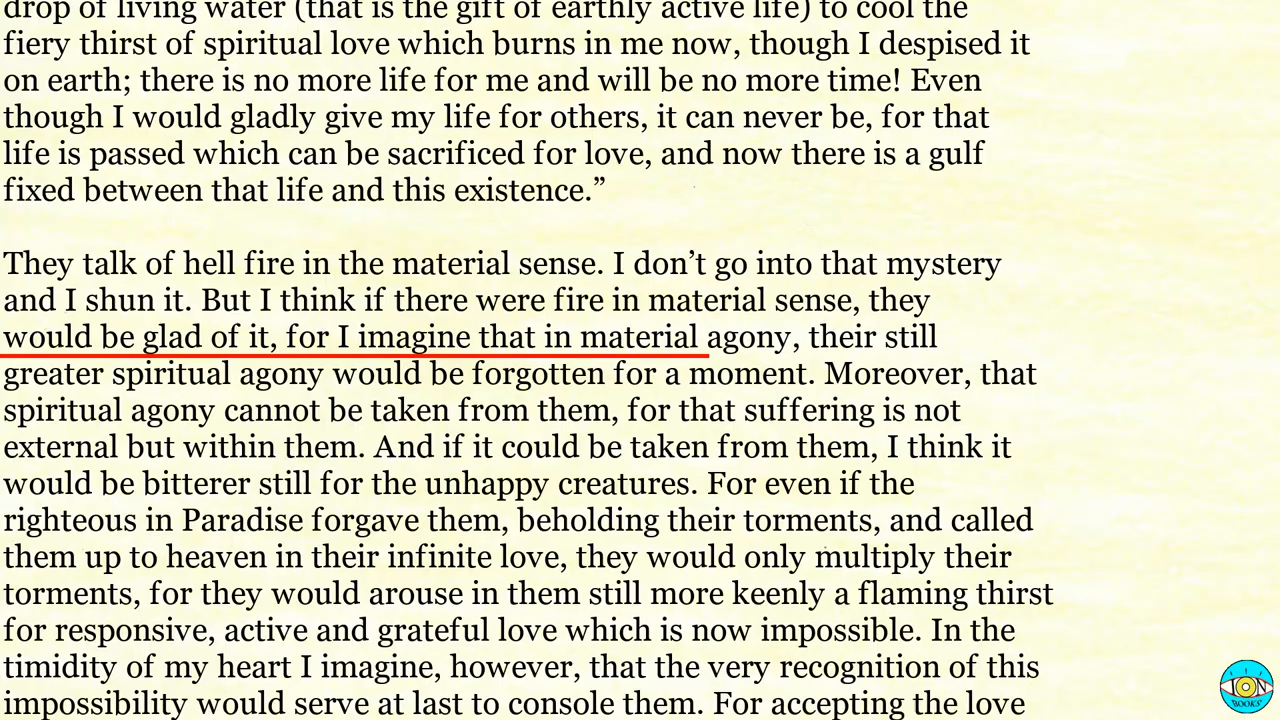 drop of living water (that is the gift of earthly active life) to cool the
fiery thirst of spiritual love which burns in me now, though I despised it
on earth; there is no more life for me and will be no more time! Even
though I would gladly give my life for others, it can never be, for that
life is passed which can be sacrificed for love, and now there is a gulf
fixed between that life and this existence.”
They talk of hell fire in the material sense. I don’t go into that mystery
and I shun it. But I think if there were fire in material sense, they
would be glad of it, for I imagine that in material agony, their still
greater spiritual agony would be forgotten for a moment. Moreover, that
spiritual agony cannot be taken from them, for that suffering is not
external but within them. And if it could be taken from them, I think it
would be bitterer still for the unhappy creatures. For even if the
righteous in Paradise forgave them, beholding their torments, and called
them up to heaven in their infinite love, they would only multiply their
torments, for they would arouse in them still more keenly a flaming thirst
for responsive, active and grateful love which is now impossible. In the
timidity of my heart I imagine, however, that the very recognition of this
impossibility would serve at last to console them. For accepting the love
ION
BOOKS